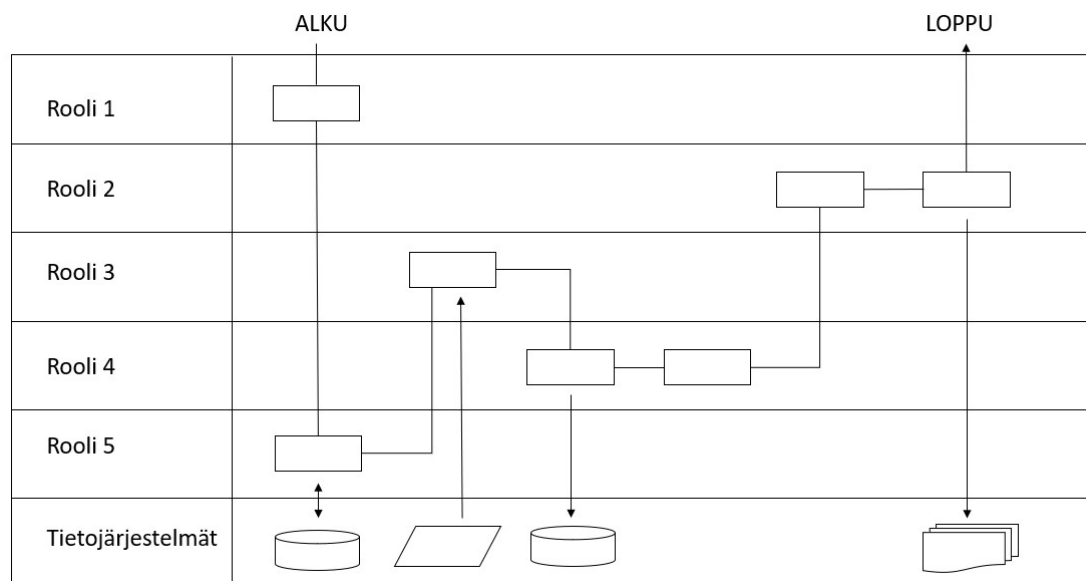 ALKU
LOPPU
Rooli 1
Rooli 2
Rooli 3
Rooli 4
Rooli 5
Tietojärjestelmät